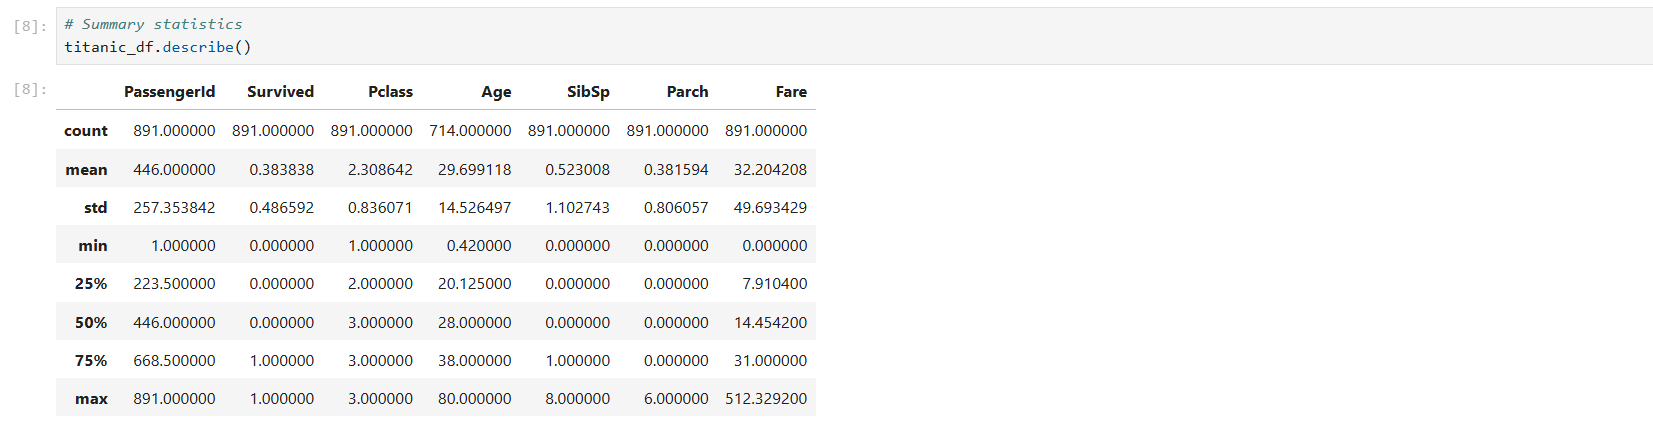 [8]: # Summary statistics
titanic_df.describe()
[8]: PassengerId Survived Pclass Age SibSp Parch Fare
count 891.000000 891.000000 891.000000 714.000000 891.000000 891.000000 891.000000
mean 446.000000 0.383838 2.308642 29.699118 0.523008 0.381594 32.204208
std 257.353842 0.486592 0.836071 14.526497 1.102743 0.806057 49.693429
min 1.000000 0.000000 1.000000 0.420000 0.000000 0.000000 0.000000
25% 223.500000 0.000000 2.000000 20.125000 0.000000 0.000000 7.910400
50% 446.000000 0.000000 3.000000 28.000000 0.000000 0.000000 14.454200
75% 668.500000 1.000000 3.000000 38.000000 1.000000 0.000000 31.000000
max 891.000000 1.000000 3.000000 80.000000 8.000000 6.000000 512.329200